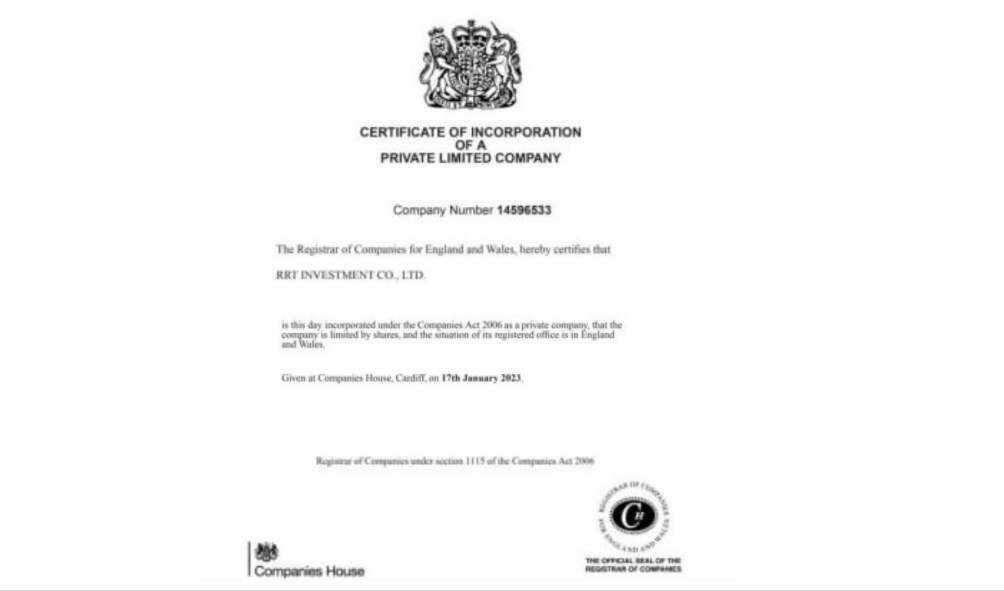 CERTIFICATE OF INCORPORATION
OF A
PRIVATE LIMITED COMPANY
Company Number 14596533
The Registrar of Companies for England and Wales, hereby certifies that
RRT INVESTMENT CO., LTD.
is this day incorporated under the Companies Act 2006 as a private company, that the
company is limited by shares, and the situation of its registered office is in England
and Wales.
Given at Companies House, Cardiff, on 17th January 2023.
Registrar of Companies under section 1115 of the Companies Act 2006
REGISTRAR OF COMPANIES
FOR ENGLAND AND WALES
CH
THE OFFICIAL SEAL OF THE
REGISTRAR OF COMPANIES
Companies House